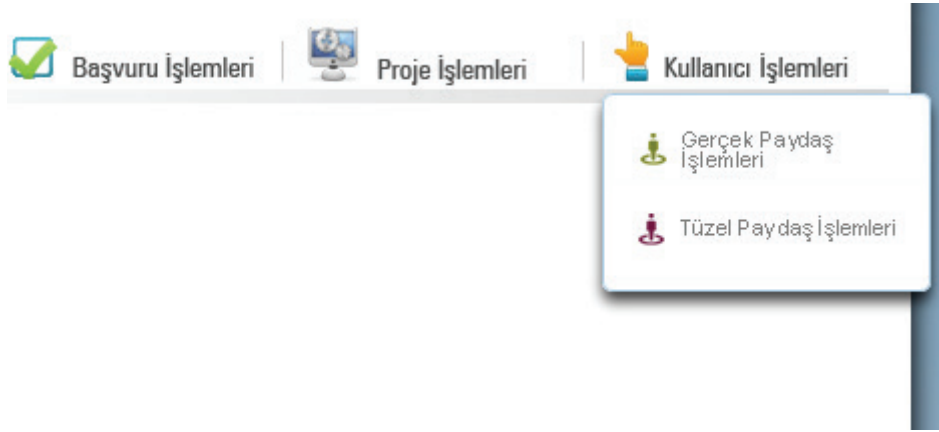 Başvuru İşlemleri
Proje İşlemleri
Kullanıcı İşlemleri
Gerçek Paydaş
İşlemleri
Tüzel Paydaş İşlemleri